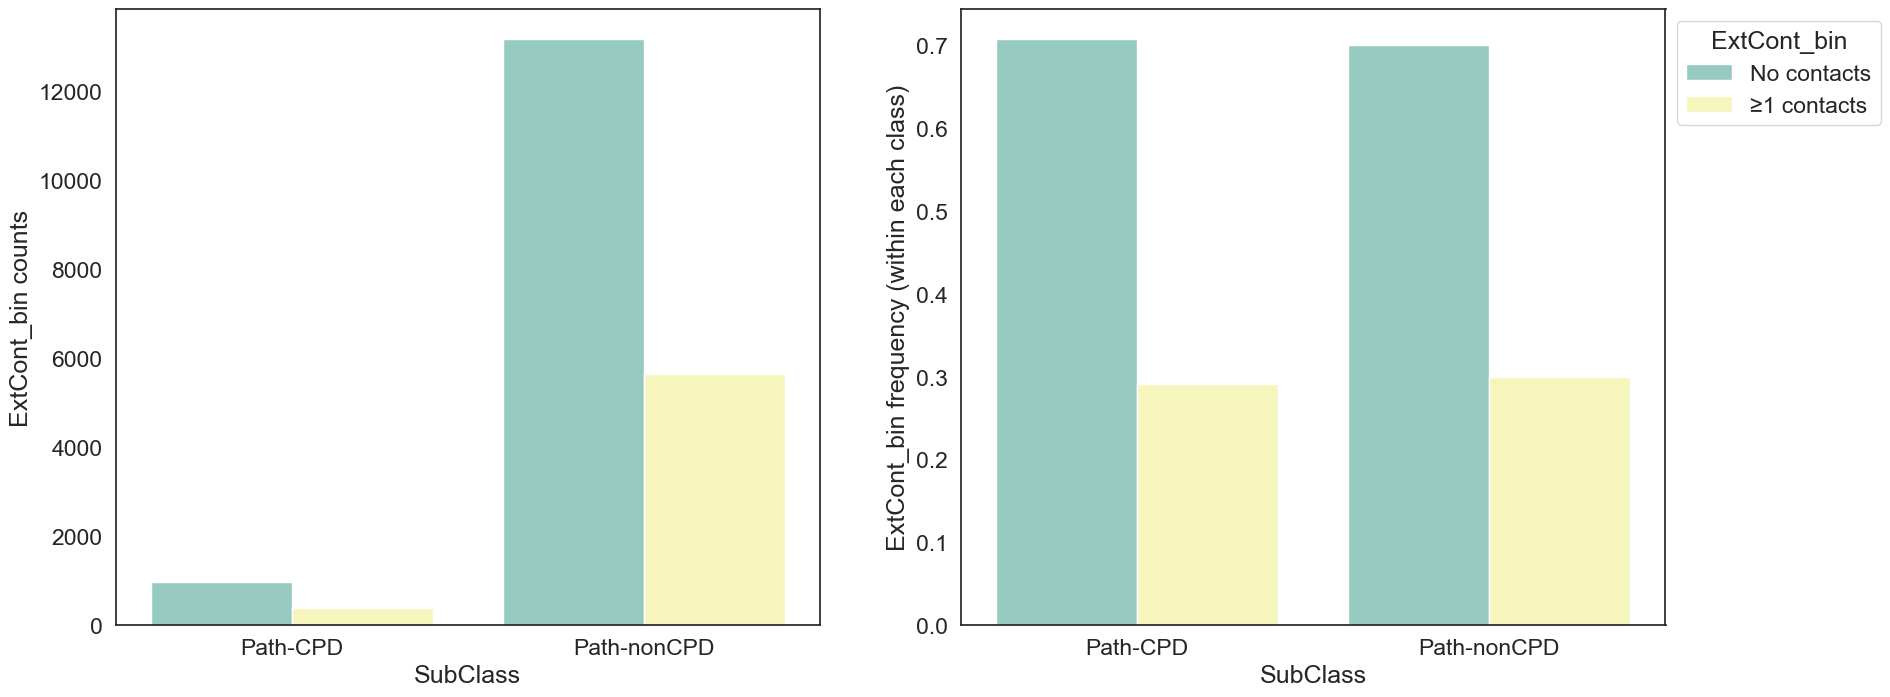 ExtCont_bin counts
12000
10000
8000
6000
4000
2000
0
Path-CPD
Path-nonCPD
SubClass
ExtCont_bin frequency (within each class)
0.7
0.6
0.5
0.4
0.3
0.2
0.1
0.0
Path-CPD
Path-nonCPD
SubClass
ExtCont_bin
No contacts
≥1 contacts